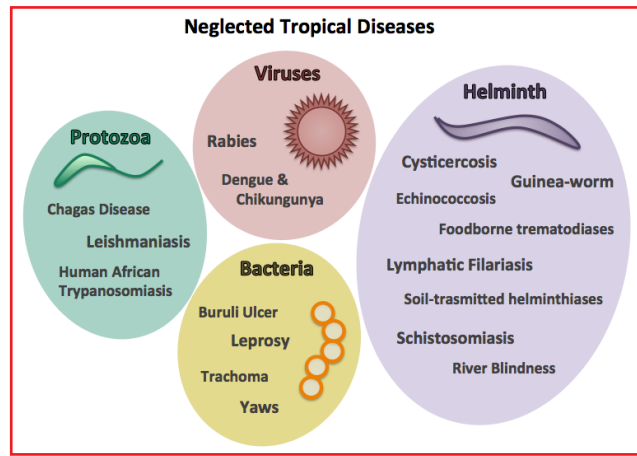 Neglected Tropical Diseases
Viruses
Rabies
Dengue &
Chikungunya
Protozoa
Chagas Disease
Leishmaniasis
Human African
Trypanosomiasis
Bacteria
Buruli Ulcer
Leprosy
Trachoma
Yaws
Helminth
Cysticercosis
Guinea-worm
Echinococcosis
Foodborne trematodiases
Lymphatic Filariasis
Soil-trasmitted helminthiases
Schistosomiasis
River Blindness